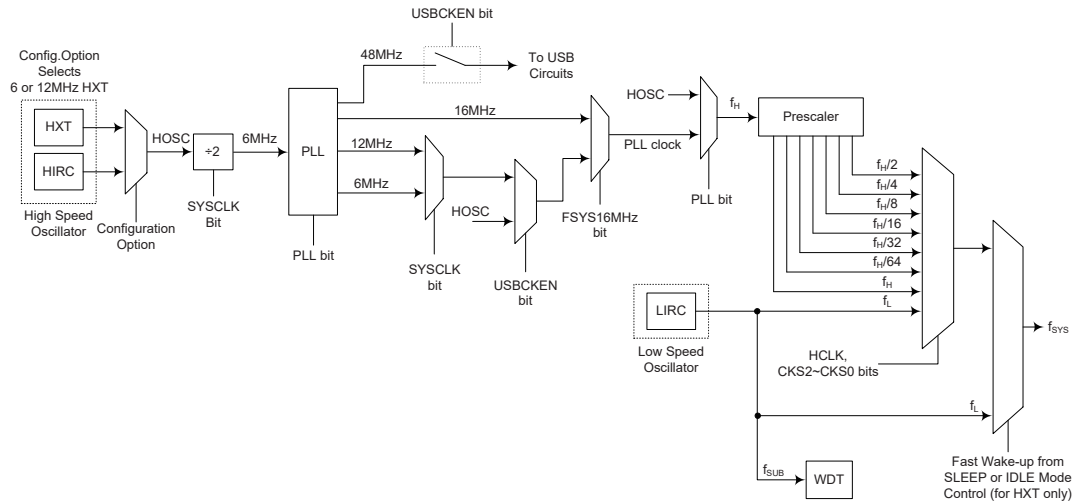 USBCKEN bit
Config.Option
Selects
6 or 12MHz HXT
48MHz
To USB
Circuits
HXT
HIRC
High Speed
Oscillator
HOSC
÷2
SYSCLK
Bit
Configuration
Option
6MHz
PLL
PLL bit
16MHz
12MHz
6MHz
HOSC
SYSCLK
bit
USBCKEN
bit
FSYS16MHz
bit
PLL clock
HOSC
PLL bit
fH
Prescaler
fH/2
fH/4
fH/8
fH/16
fH/32
fH/64
fH
fL
LIRC
Low Speed
Oscillator
HCLK,
CKS2~CKS0 bits
fSYS
fL
fSUB
WDT
Fast Wake-up from
SLEEP or IDLE Mode
Control (for HXT only)